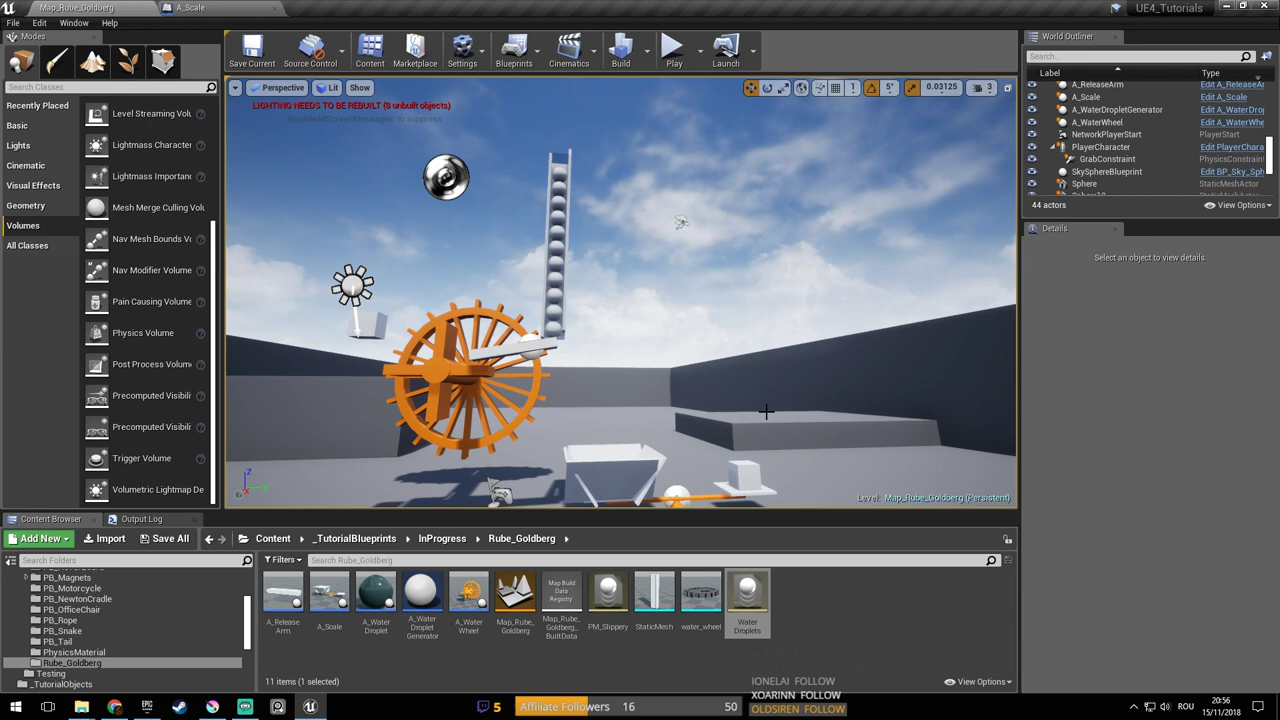 Map_Rube_Goldberg
A_Scale
UE4_Tutorials
File
Edit
Window
Help
Modes
Search Classes
Recently Placed
Basic
Lights
Cinematic
Visual Effects
Geometry
Volumes
All Classes
Level Streaming Volu
Lightmass Character
Lightmass Importanc
Mesh Merge Culling Volu
Nav Mesh Bounds Vo
Nav Modifier Volume
Pain Causing Volume
Physics Volume
Post Process Volume
Precomputed Visibili
Precomputed Visibili
Trigger Volume
Volumetric Lightmap De
Save Current
Source Control
Content
Marketplace
Settings
Blueprints
Cinematics
Build
Play
Launch
Perspective
Lit
Show
1
5°
0.03125
3
LIGHTING NEEDS TO BE REBUILT (8 unbuilt objects)
'DisableAllScreenMessages' to suppress
Level: Map_Rube_Goldberg (Persistent)
World Outliner
Search...
Label
Type
A_ReleaseArm
Edit A_ReleaseAr
A_Scale
Edit A_Scale
A_WaterDropletGenerator
Edit A_WaterDrop
A_WaterWheel
Edit A_WaterWhe
NetworkPlayerStart
PlayerStart
PlayerCharacter
Edit PlayerChara
GrabConstraint
PhysicsConstrain
SkySphereBlueprint
Edit BP_Sky_Sph
Sphere
StaticMeshActor
44 actors
View Options
Details
Select an object to view details.
Content Browser
Output Log
Add New
Import
Save All
Content
_TutorialBlueprints
InProgress
Rube_Goldberg
Search Folders
Filters
Search Rube_Goldberg
PB_Magnets
PB_Motorcycle
PB_NewtonCradle
PB_OfficeChair
PB_Rope
PB_Snake
PB_Tail
PhysicsMaterial
Rube_Goldberg
Testing
_TutorialObjects
A_Release
Arm
A_Scale
A_Water
Droplet
A_Water
Droplet
Generator
A_Water
Wheel
Map_Rube_
Goldberg
Map Build
Data
Registry
Map_Rube_
Goldberg_
BuiltData
PM_Slippery
StaticMesh
water_wheel
Water
Droplets
11 items (1 selected)
View Options
IONELAI FOLLOW
XOARINN FOLLOW
OLDSIREN FOLLOW
5
Affiliate Followers
16
50
ROU
20:56
15/11/2018